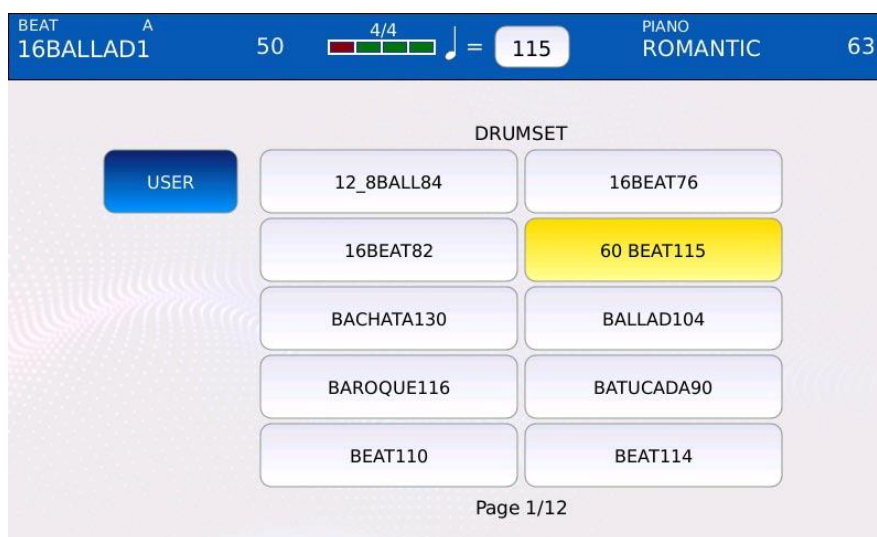 BEAT A
16BALLAD1 50 4/4 = 115 PIANO
ROMANTIC 63
DRUMSET
USER 12_8BALL84 16BEAT76
16BEAT82 60 BEAT115
BACHATA130 BALLAD104
BAROQUE116 BATUCADA90
BEAT110 BEAT114
Page 1/12